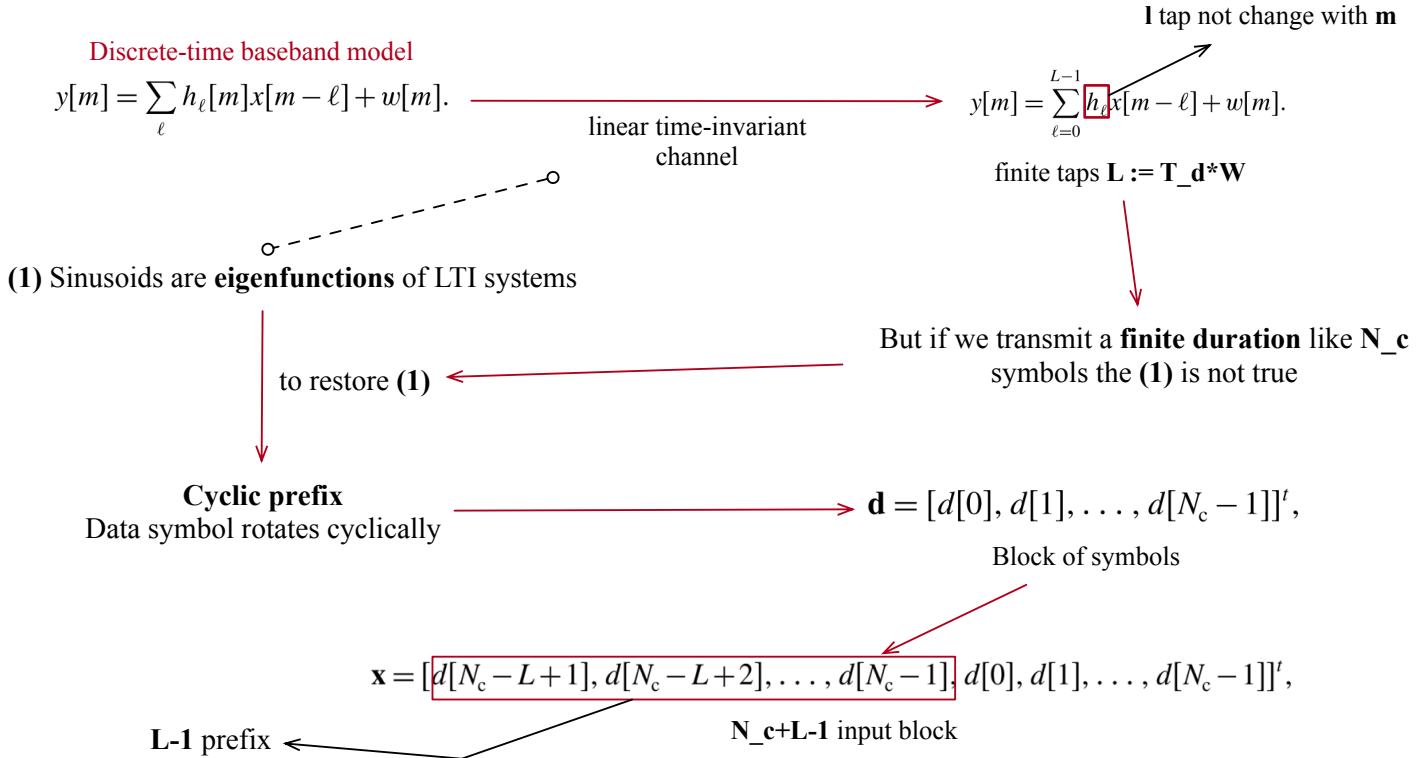 l tap not change with m
Discrete-time baseband model
y[m] = ∑_ℓ h_ℓ[m]x[m − ℓ] + w[m].
y[m] = ∑_{ℓ=0}^{L−1} h_ℓ x[m − ℓ] + w[m].
linear time-invariant
channel
finite taps L := T_d*W
(1) Sinusoids are eigenfunctions of LTI systems
But if we transmit a finite duration like N_c
symbols the (1) is not true
to restore (1)
Cyclic prefix
Data symbol rotates cyclically
d = [d[0], d[1], . . . , d[N_c − 1]]^t,
Block of symbols
x = [d[N_c − L + 1], d[N_c − L + 2], . . . , d[N_c − 1], d[0], d[1], . . . , d[N_c − 1]]^t,
L-1 prefix
N_c+L-1 input block